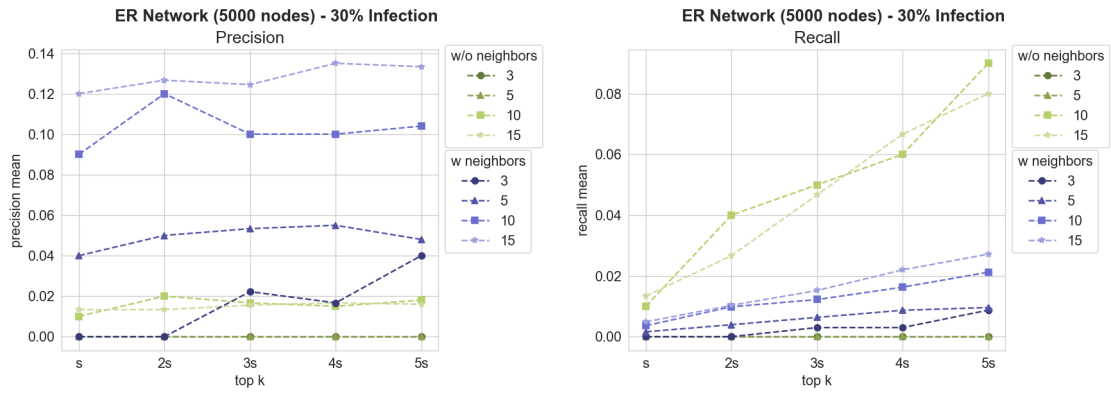 ER Network (5000 nodes) - 30% Infection
Precision
precision mean
0.14
0.12
0.10
0.08
0.06
0.04
0.02
0.00
s 2s 3s 4s 5s
top k
w/o neighbors
3
5
10
15
w neighbors
3
5
10
15
ER Network (5000 nodes) - 30% Infection
Recall
recall mean
0.08
0.06
0.04
0.02
0.00
s 2s 3s 4s 5s
top k
w/o neighbors
3
5
10
15
w neighbors
3
5
10
15